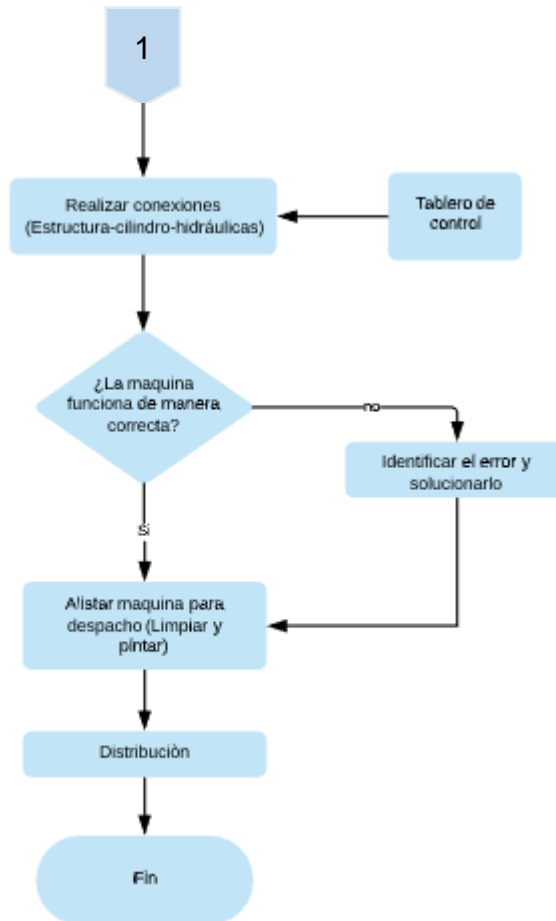 1
Realizar conexiones
(Estructura-cilindro-hidráulicas)
Tablero de
control
¿La maquina
funciona de manera
correcta?
no
Identificar el error y
solucionarlo
Si
Alistar maquina para
despacho (Limpiar y
pintar)
Distribuciòn
Fin